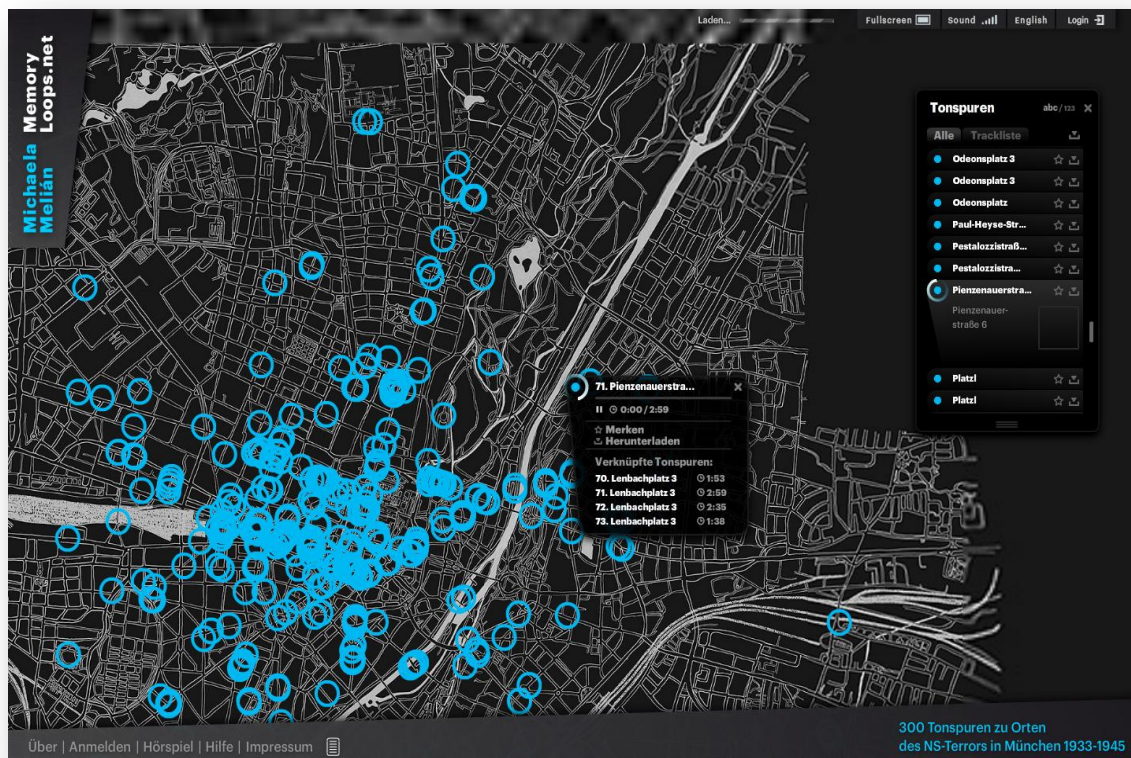 Laden...
Fullscreen
Sound
English
Login
Michaela Memory
Melián Loops.net
Tonspuren
abc / 123
Alle
Trackliste
Odeonsplatz 3
Odeonsplatz 3
Odeonsplatz
Paul-Heyse-Str...
Pestalozzistraß...
Pestalozzistra...
Pienzenauerstra...
Pienzenauer-
straße 6
Platzl
Platzl
71. Pienzenauerstra...
0:00 / 2:59
Merken
Herunterladen
Verknüpfte Tonspuren:
70. Lenbachplatz 3 1:53
71. Lenbachplatz 3 2:59
72. Lenbachplatz 3 2:35
73. Lenbachplatz 3 1:38
Über | Anmelden | Hörspiel | Hilfe | Impressum
300 Tonspuren zu Orten
des NS-Terrors in München 1933-1945